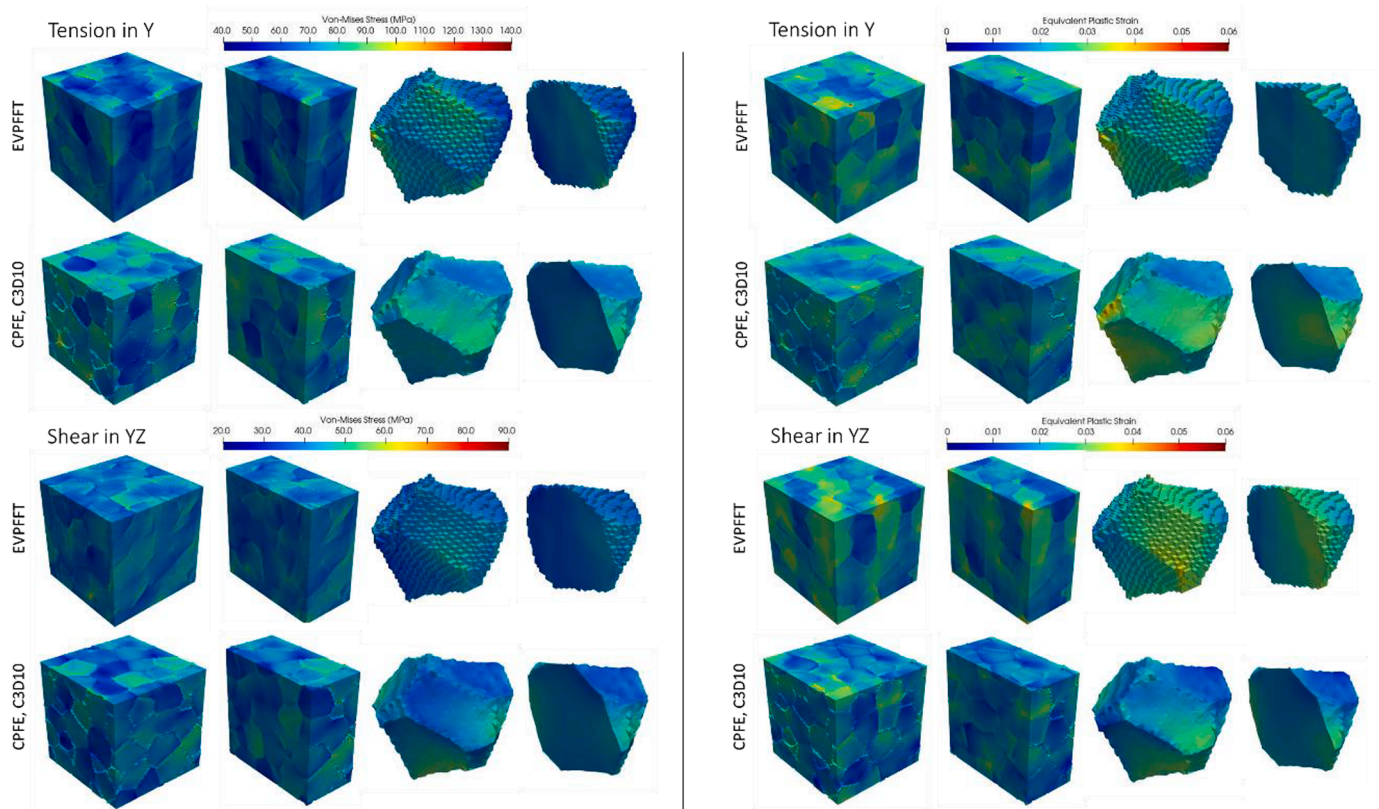 Tension in Y
Von-Mises Stress (MPa)
40.0 50.0 60.0 70.0 80.0 90.0 100.0 110.0 120.0 130.0 140.0
EVPFFT
CPFE, C3D10
Shear in YZ
Von-Mises Stress (MPa)
20.0 30.0 40.0 50.0 60.0 70.0 80.0 90.0
EVPFFT
CPFE, C3D10
Tension in Y
Equivalent Plastic Strain
0 0.01 0.02 0.03 0.04 0.05 0.06
EVPFFT
CPFE, C3D10
Shear in YZ
Equivalent Plastic Strain
0 0.01 0.02 0.03 0.04 0.05 0.06
EVPFFT
CPFE, C3D10